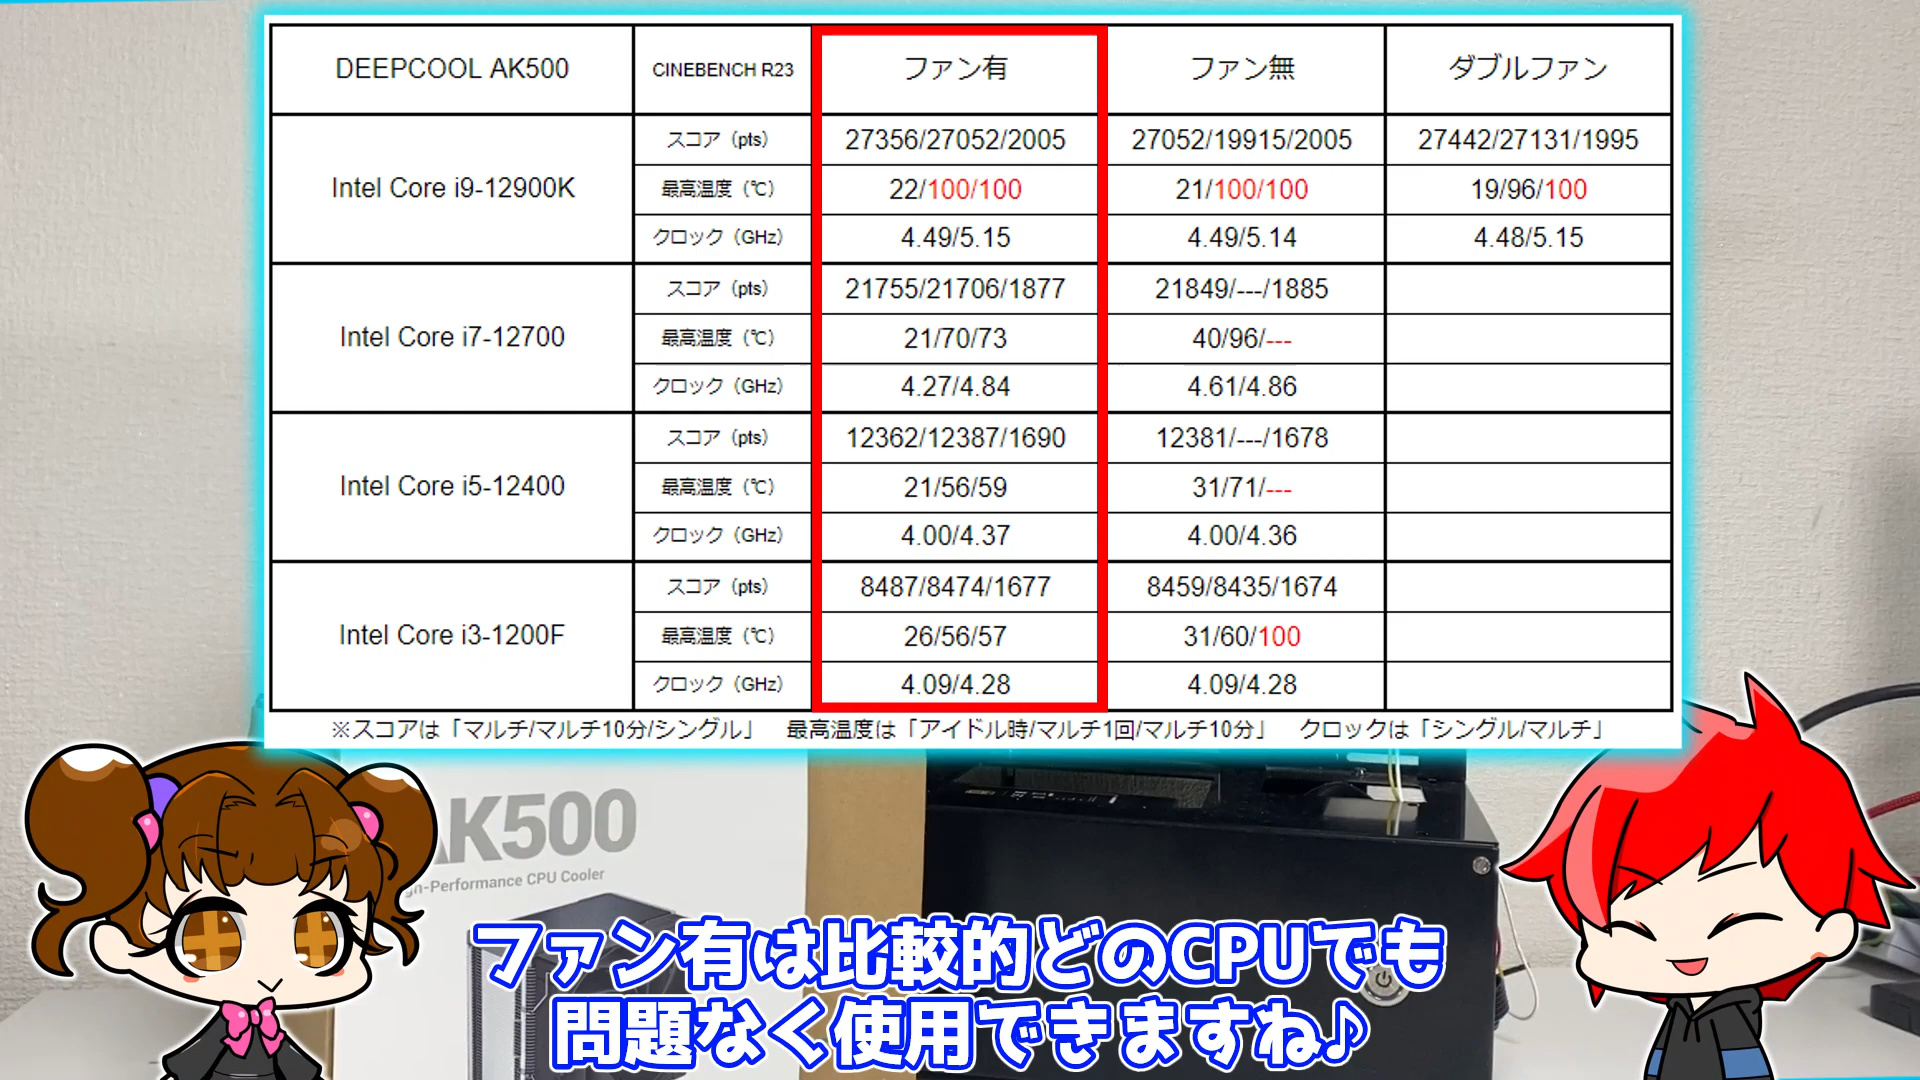 DEEPCOOL AK500 CINEBENCH R23 ファン有 ファン無 ダブルファン
Intel Core i9-12900K スコア（pts） 27356/27052/2005 27052/19915/2005 27442/27131/1995
最高温度（℃） 22/100/100 21/100/100 19/96/100
クロック（GHz） 4.49/5.15 4.49/5.14 4.48/5.15
Intel Core i7-12700 スコア（pts） 21755/21706/1877 21849/---/1885
最高温度（℃） 21/70/73 40/96/---
クロック（GHz） 4.27/4.84 4.61/4.86
Intel Core i5-12400 スコア（pts） 12362/12387/1690 12381/---/1678
最高温度（℃） 21/56/59 31/71/---
クロック（GHz） 4.00/4.37 4.00/4.36
Intel Core i3-1200F スコア（pts） 8487/8474/1677 8459/8435/1674
最高温度（℃） 26/56/57 31/60/100
クロック（GHz） 4.09/4.28 4.09/4.28
※スコアは「マルチ/マルチ10分/シングル」 最高温度は「アイドル時/マルチ1回/マルチ10分」 クロックは「シングル/マルチ」
AK500
gh-Performance CPU Cooler
ファン有は比較的どのCPUでも
問題なく使用できますね♪